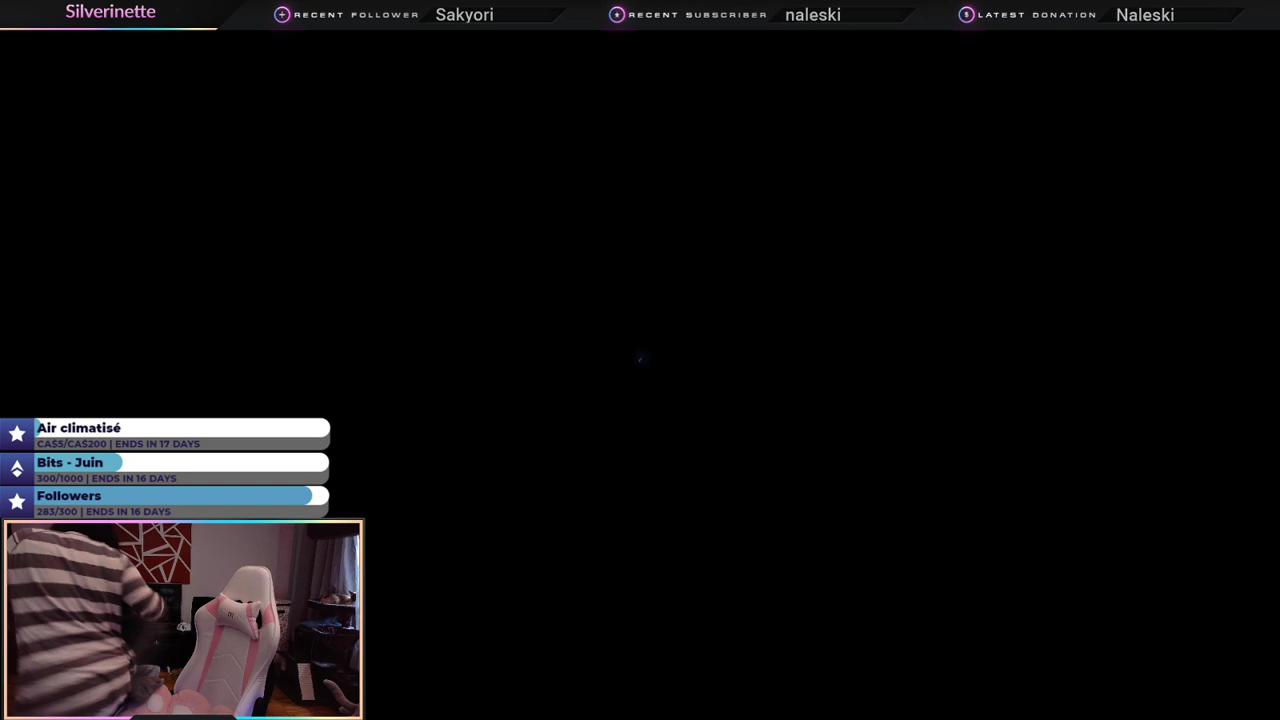 Silverinette
RECENT FOLLOWER Sakyori
RECENT SUBSCRIBER naleski
LATEST DONATION Naleski
Air climatisé
CA$5/CA$200 | ENDS IN 17 DAYS
Bits - Juin
300/1000 | ENDS IN 16 DAYS
Followers
283/300 | ENDS IN 16 DAYS